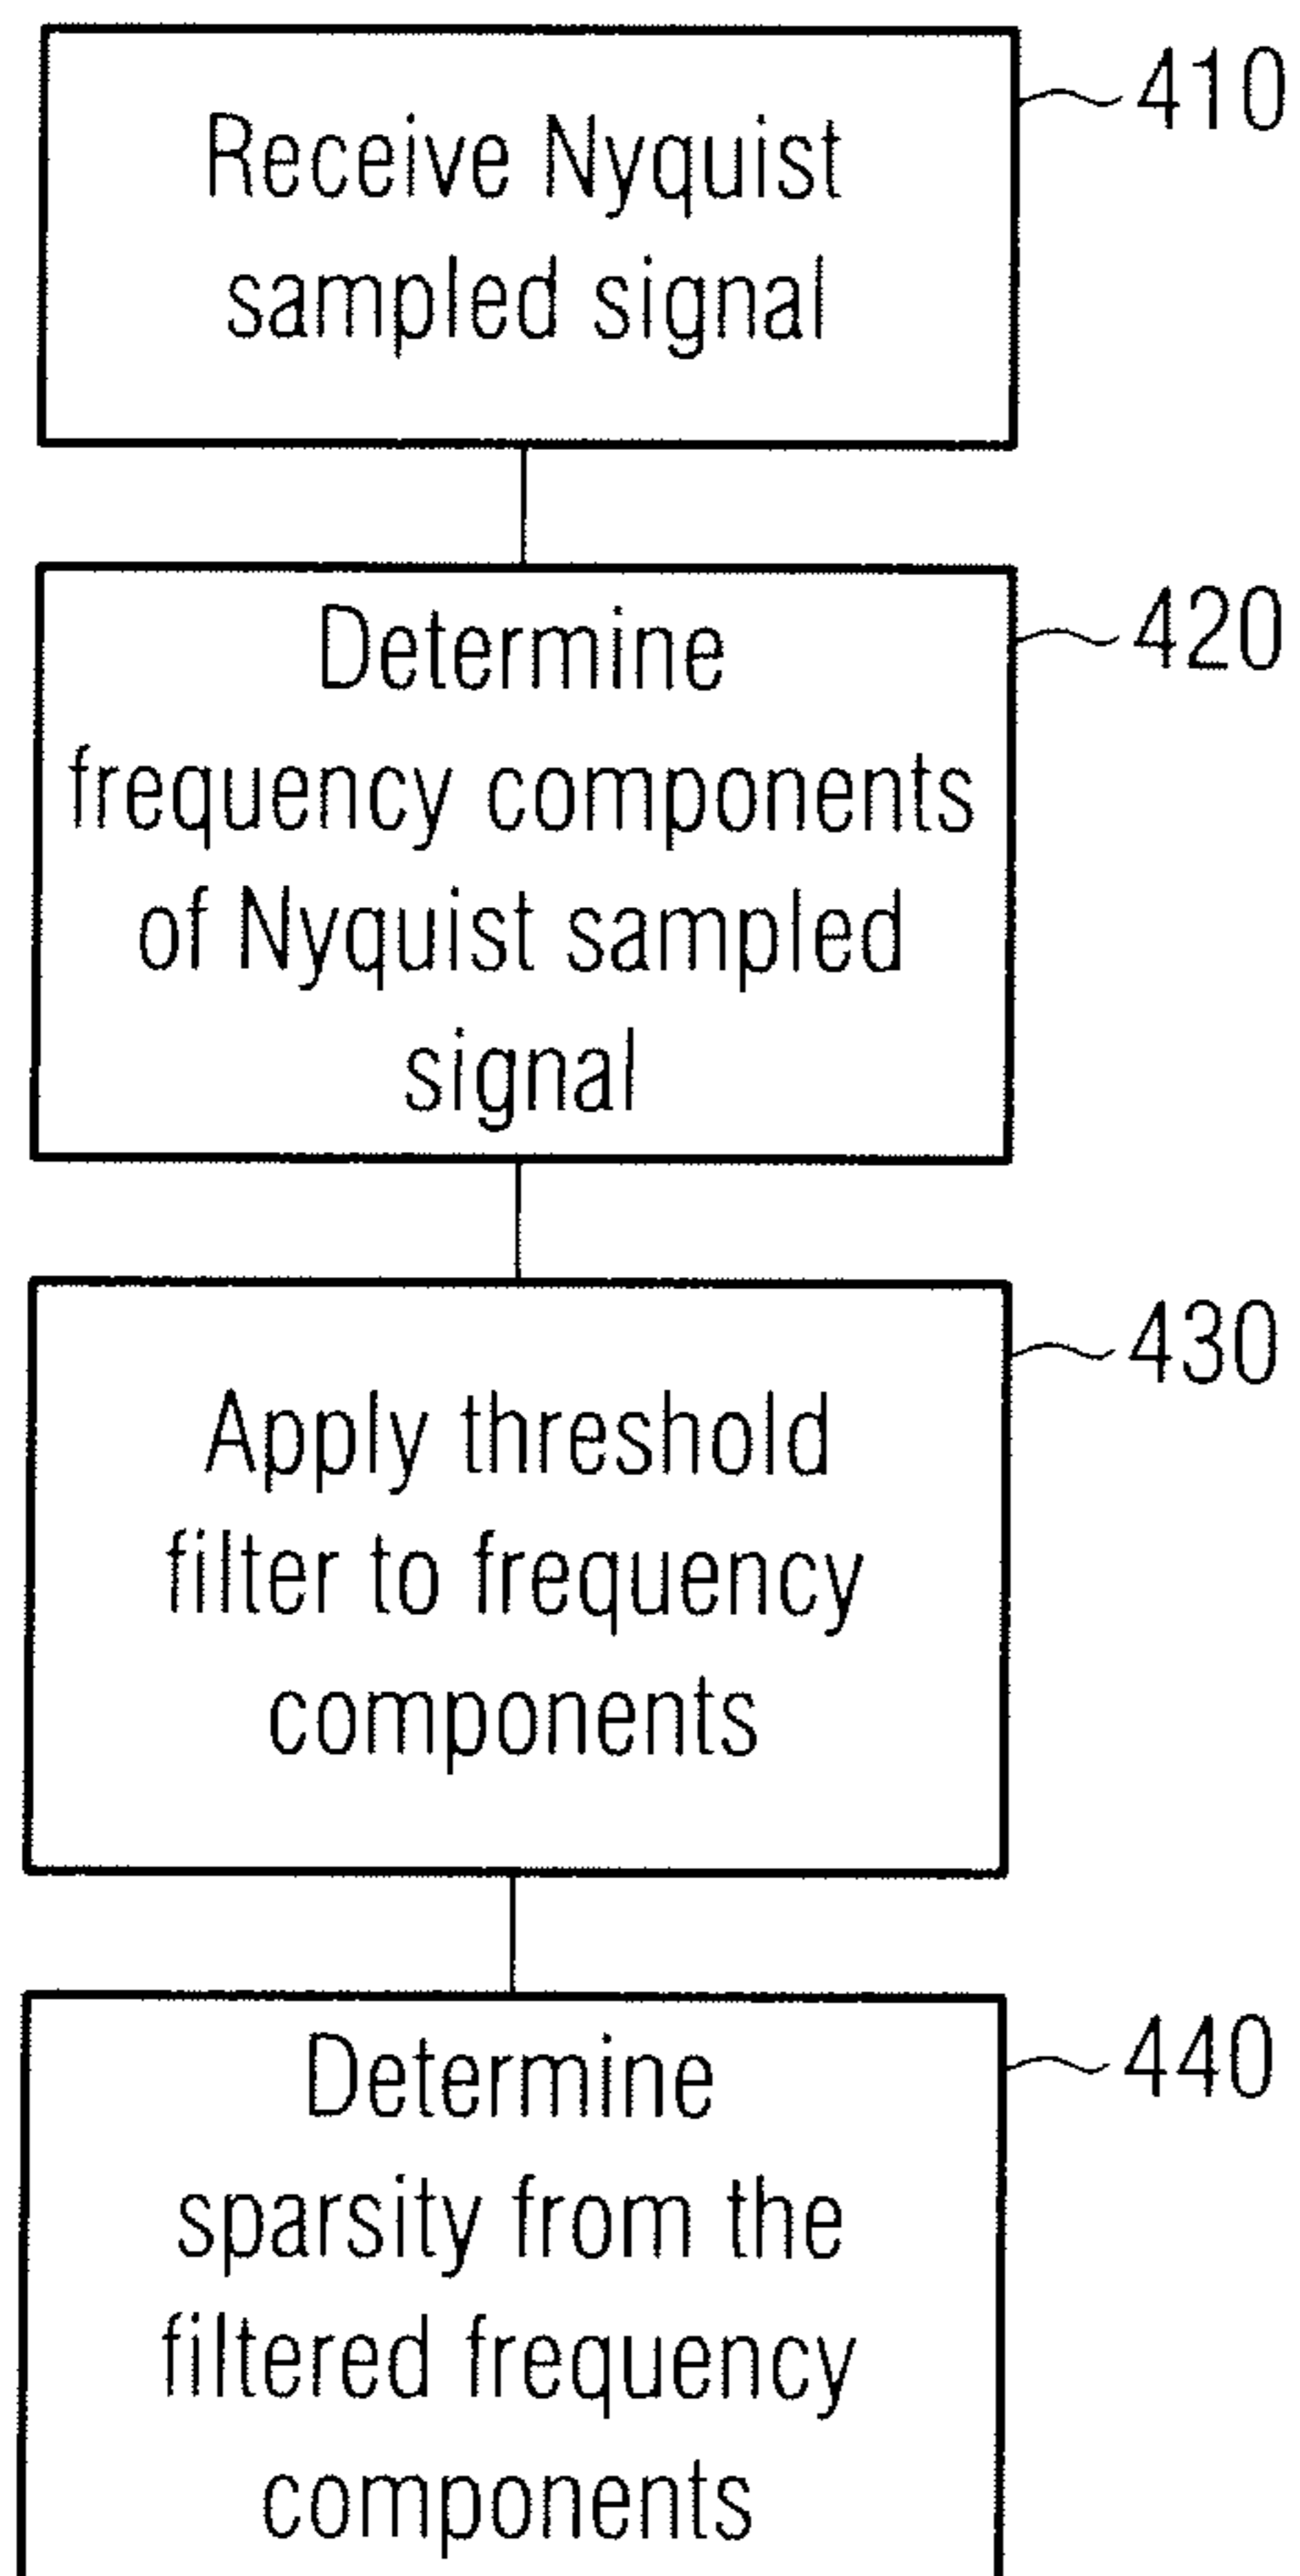 410
Receive Nyquist
sampled signal
420
Determine
frequency components
of Nyquist sampled
signal
430
Apply threshold
filter to frequency
components
440
Determine
sparsity from the
filtered frequency
components